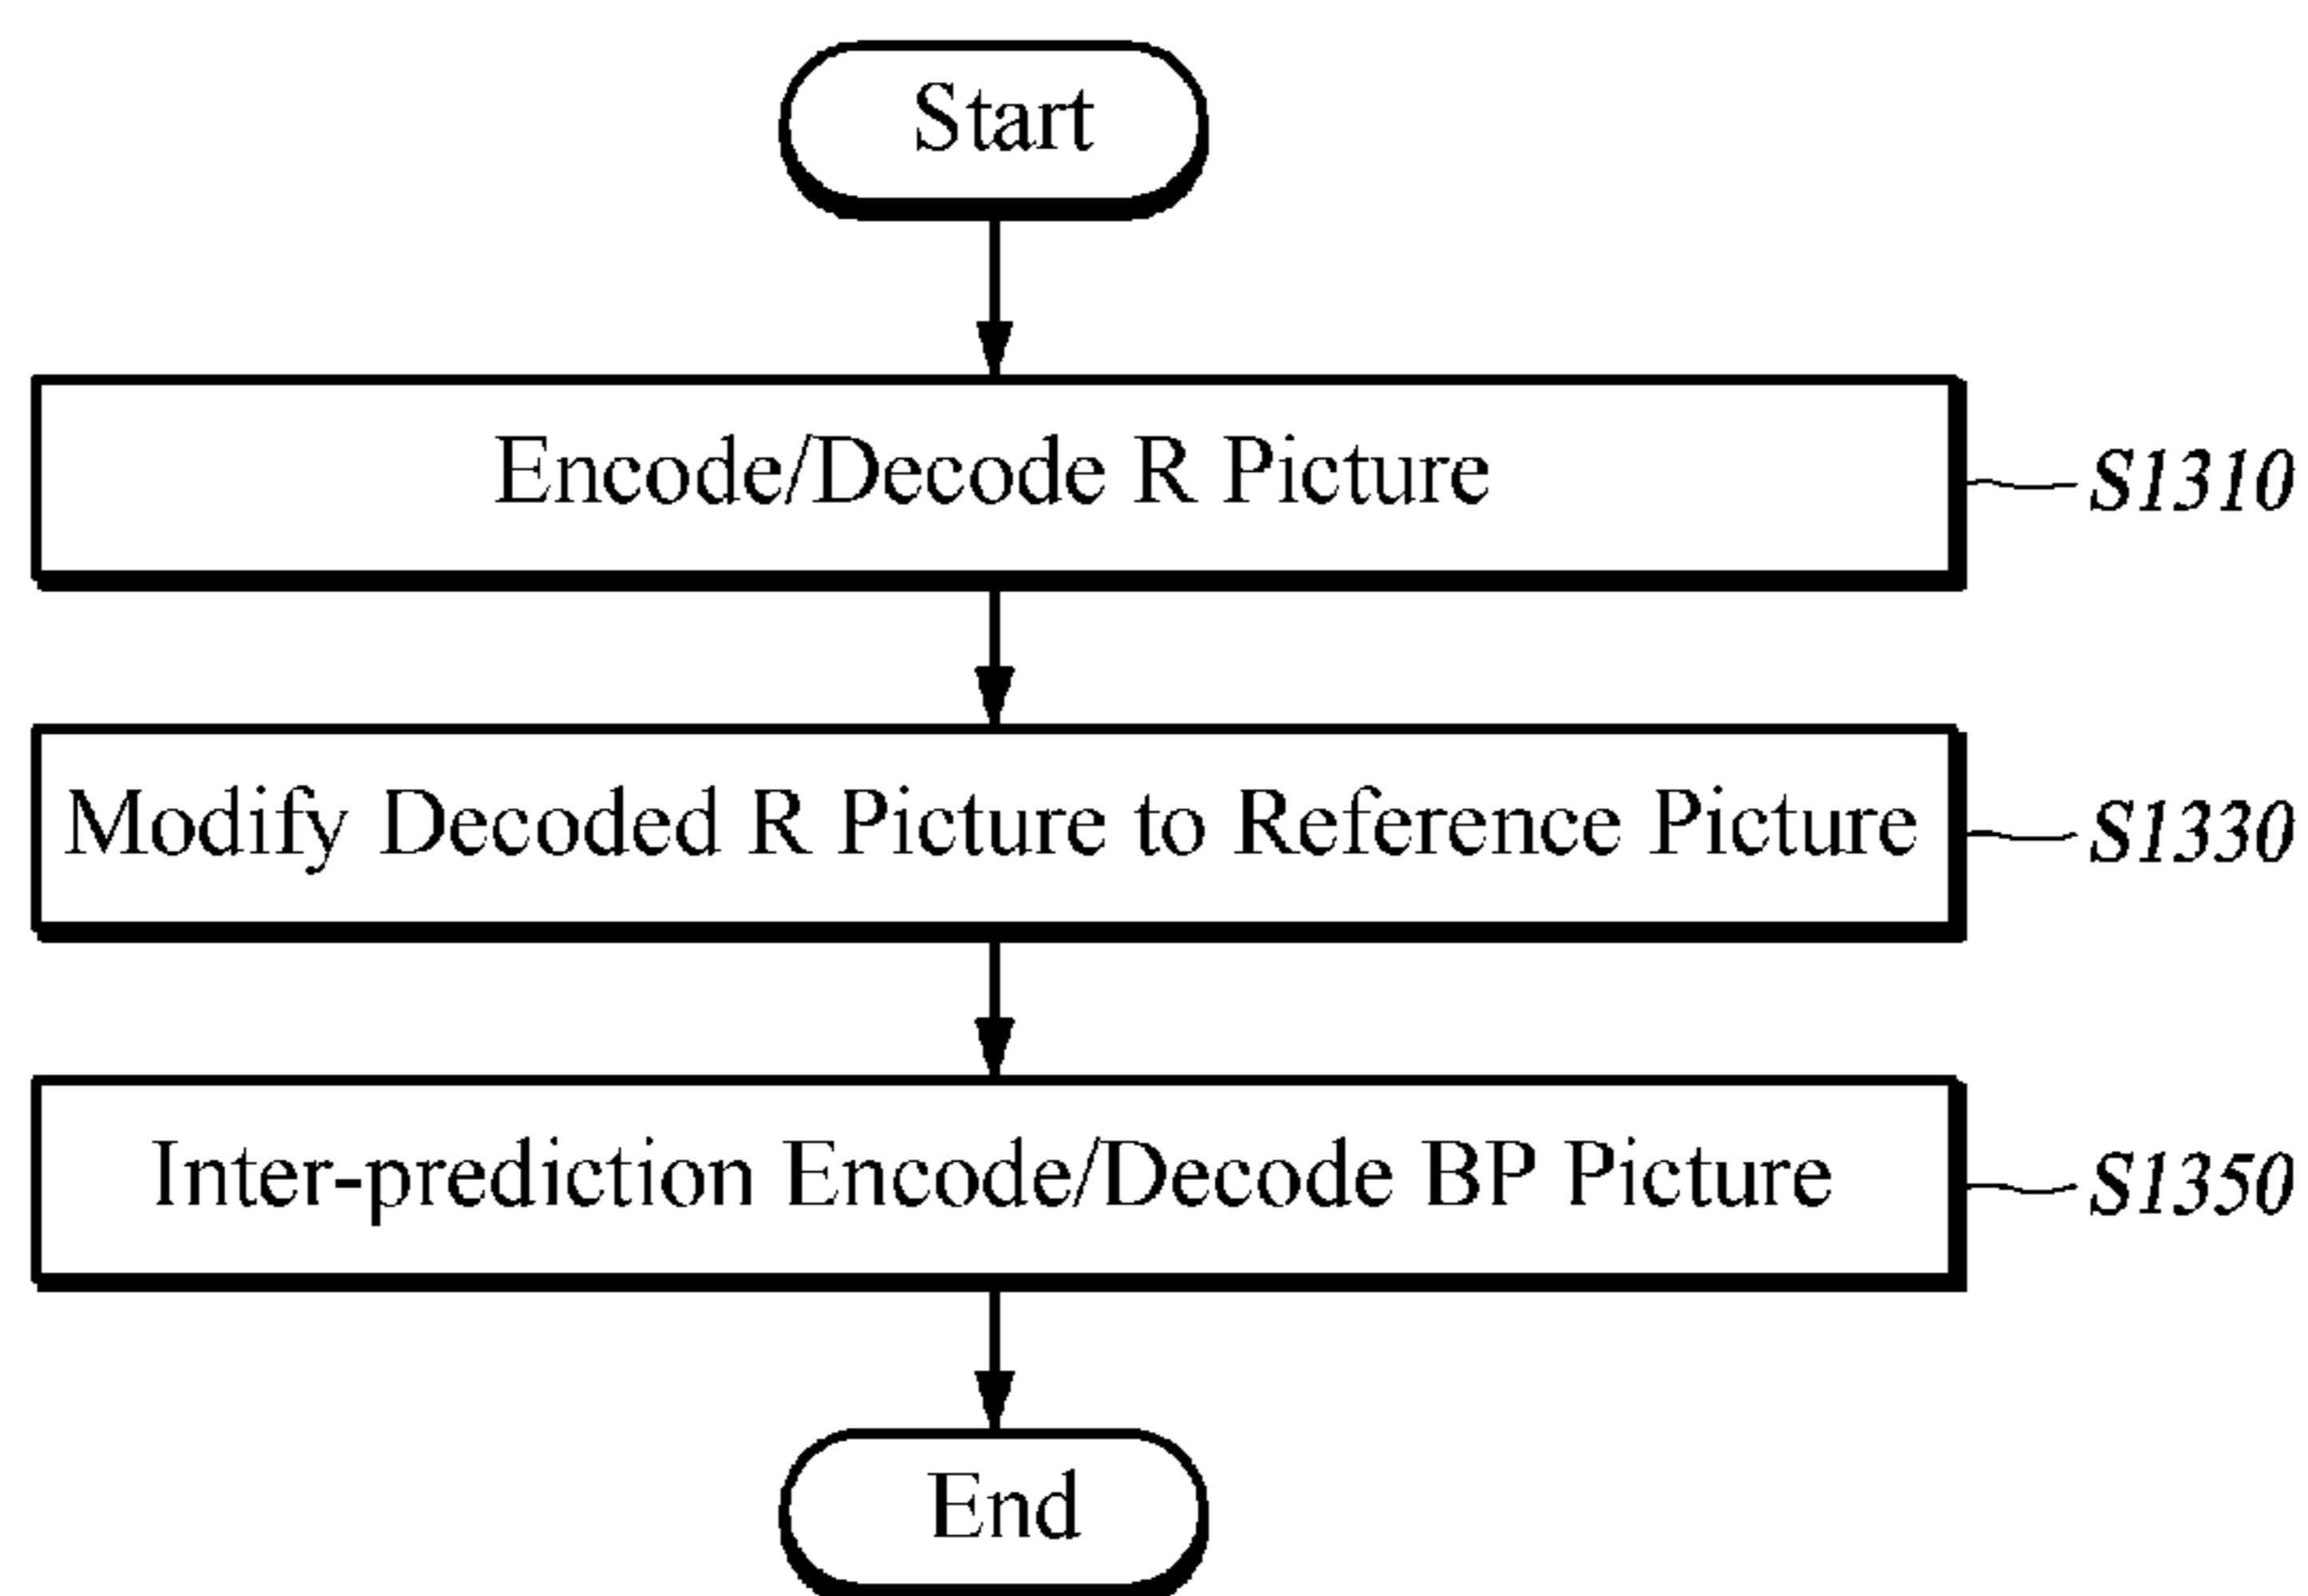 Start
Encode/Decode R Picture
S1310
Modify Decoded R Picture to Reference Picture
S1330
Inter-prediction Encode/Decode BP Picture
S1350
End